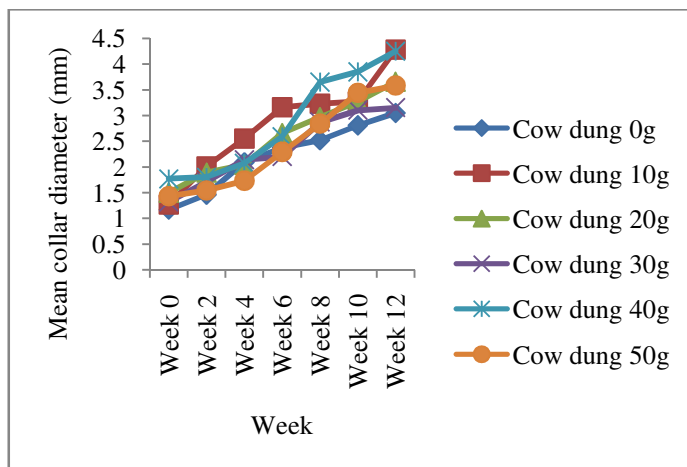 Mean collar diameter (mm)
4.5
4
3.5
3
2.5
2
1.5
1
0.5
0
Week 0
Week 2
Week 4
Week 6
Week 8
Week 10
Week 12
Week
Cow dung 0g
Cow dung 10g
Cow dung 20g
Cow dung 30g
Cow dung 40g
Cow dung 50g